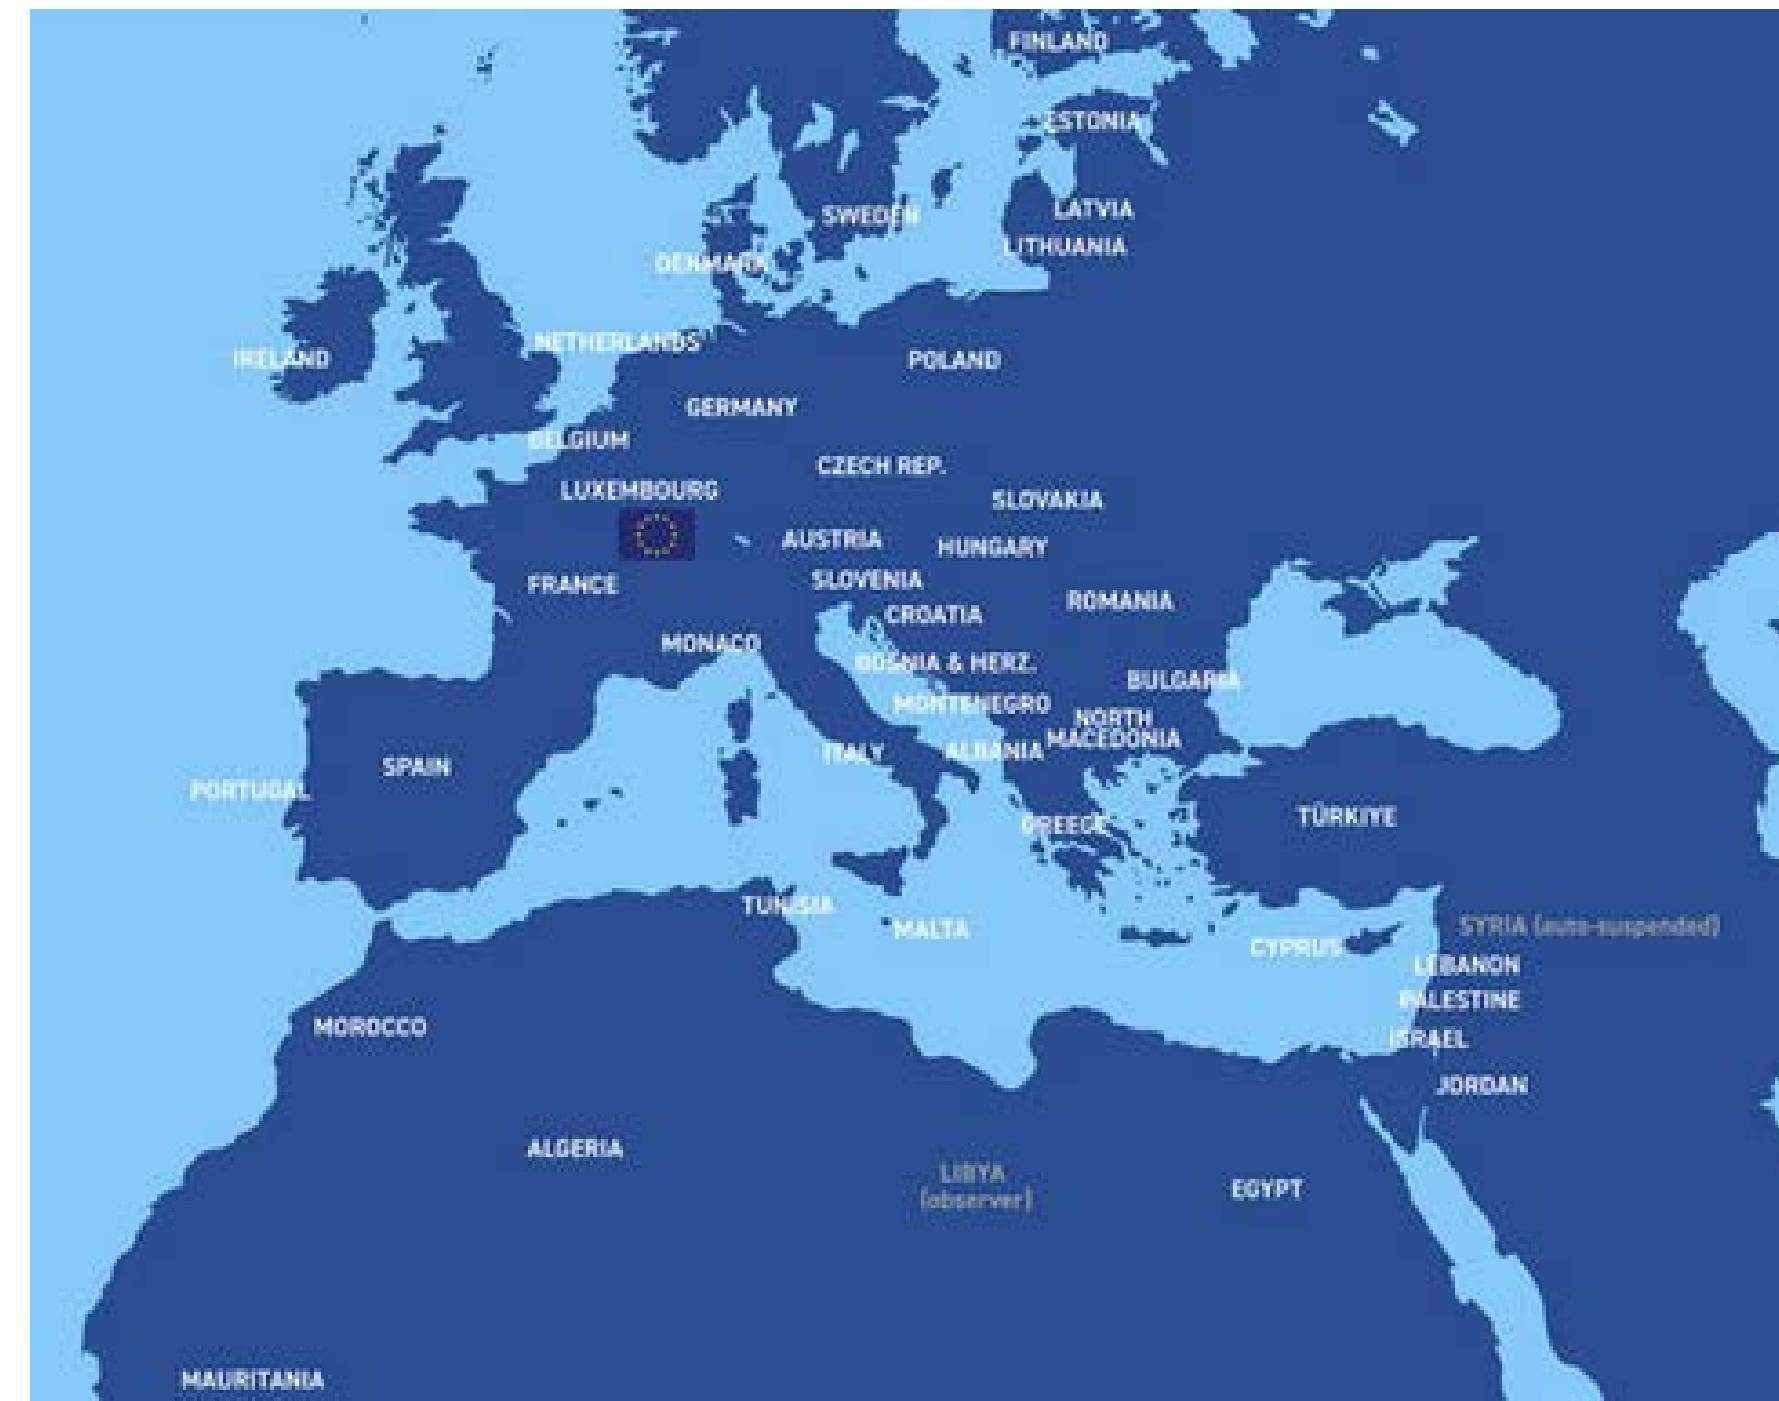 FINLAND
ESTONIA
LATVIA
SWEDEN
LITHUANIA
DENMARK
NETHERLANDS
IRELAND
POLAND
GERMANY
BELGIUM
CZECH REP.
LUXEMBOURG
SLOVAKIA
AUSTRIA
HUNGARY
SLOVENIA
FRANCE
ROMANIA
CROATIA
MONACO
BOSNIA & HERZ.
BULGARIA
MONTENEGRO
NORTH
MACEDONIA
ITALY
ALBANIA
SPAIN
PORTUGAL
TÜRKIYE
GREECE
TUNISIA
MALTA
SYRIA (auto-suspended)
CYPRUS
LEBANON
PALESTINE
MOROCCO
ISRAEL
JORDAN
ALGERIA
LIBYA
(observer)
EGYPT
MAURITANIA